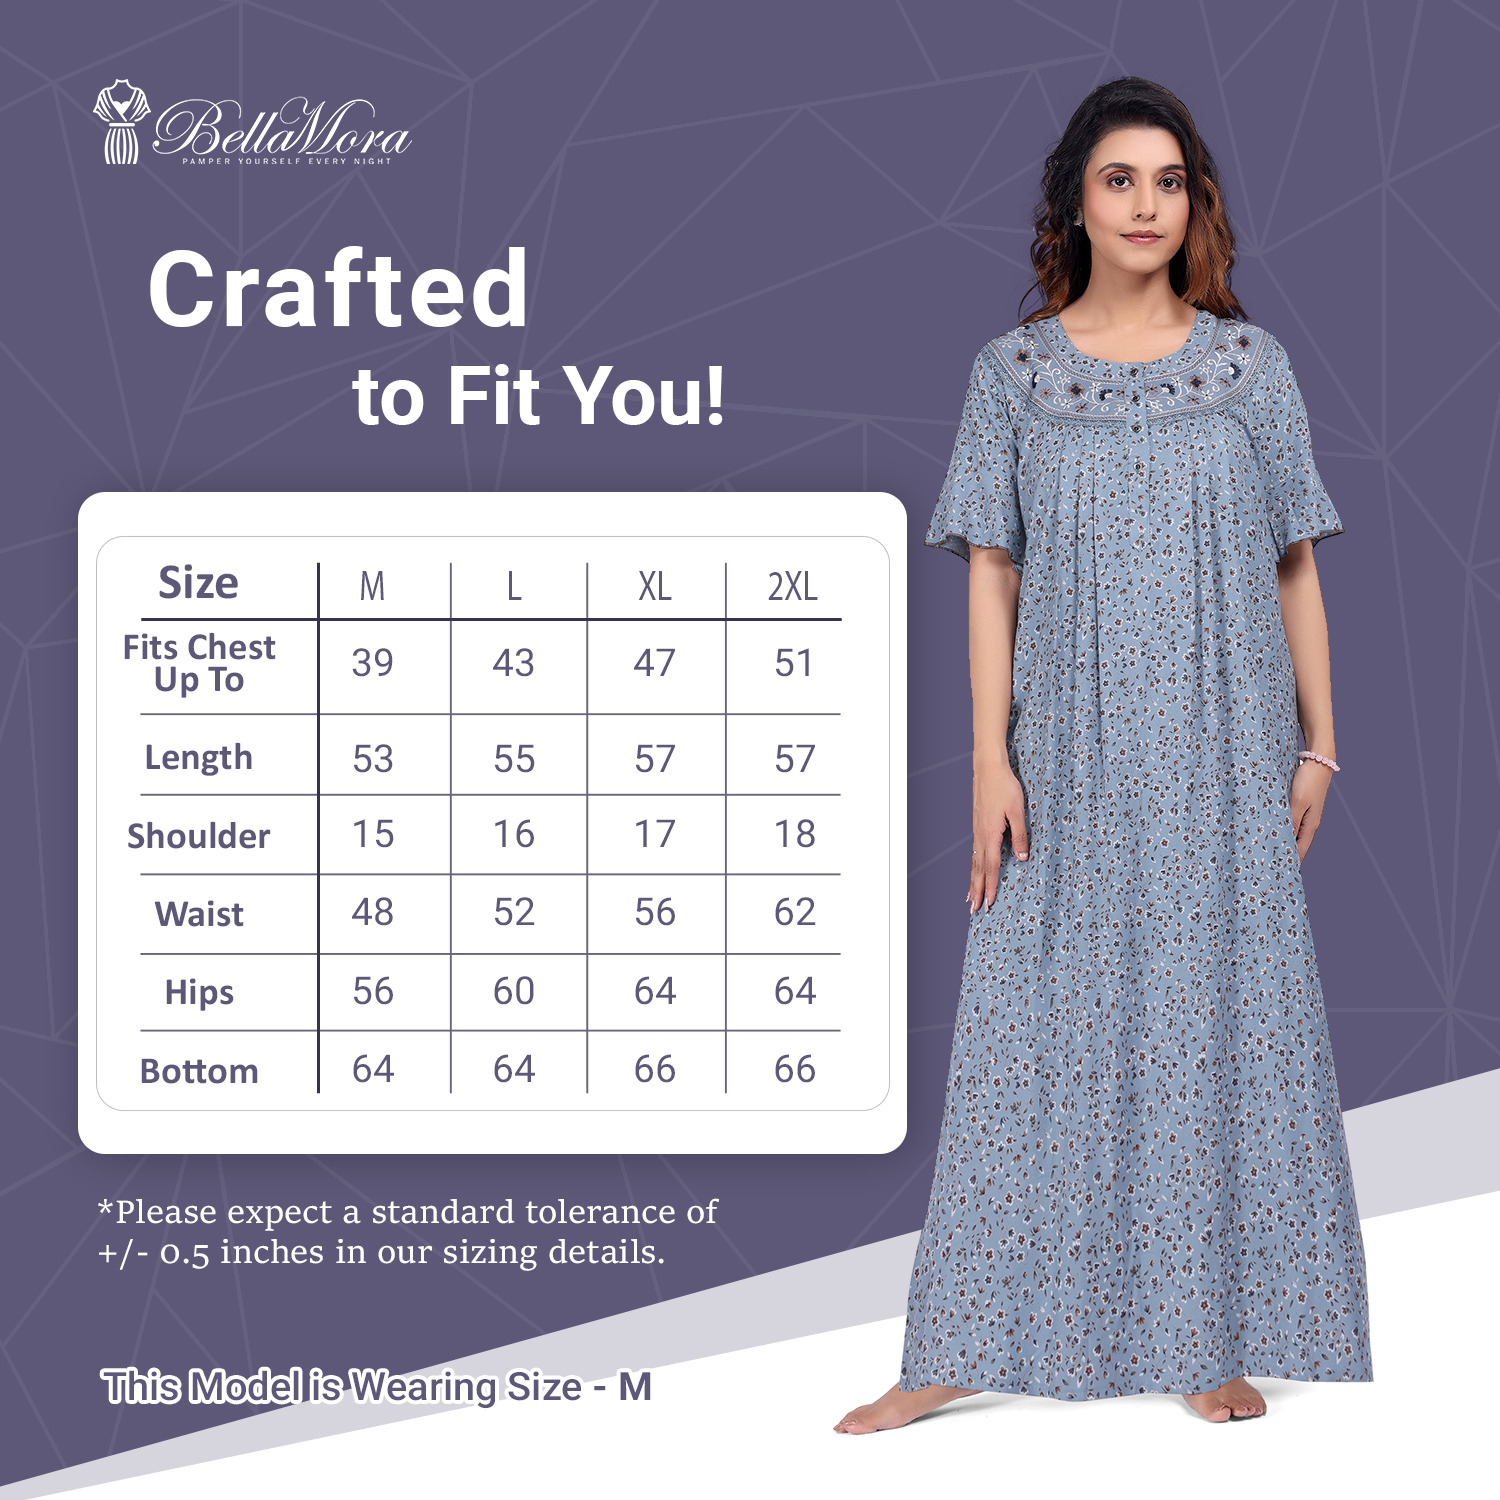 BellaMora
PAMPER YOURSELF EVERY NIGHT
Crafted
to Fit You!
Size M L XL 2XL
Fits Chest
Up To 39 43 47 51
Length 53 55 57 57
Shoulder 15 16 17 18
Waist 48 52 56 62
Hips 56 60 64 64
Bottom 64 64 66 66
*Please expect a standard tolerance of
+/- 0.5 inches in our sizing details.
This Model is Wearing Size - M